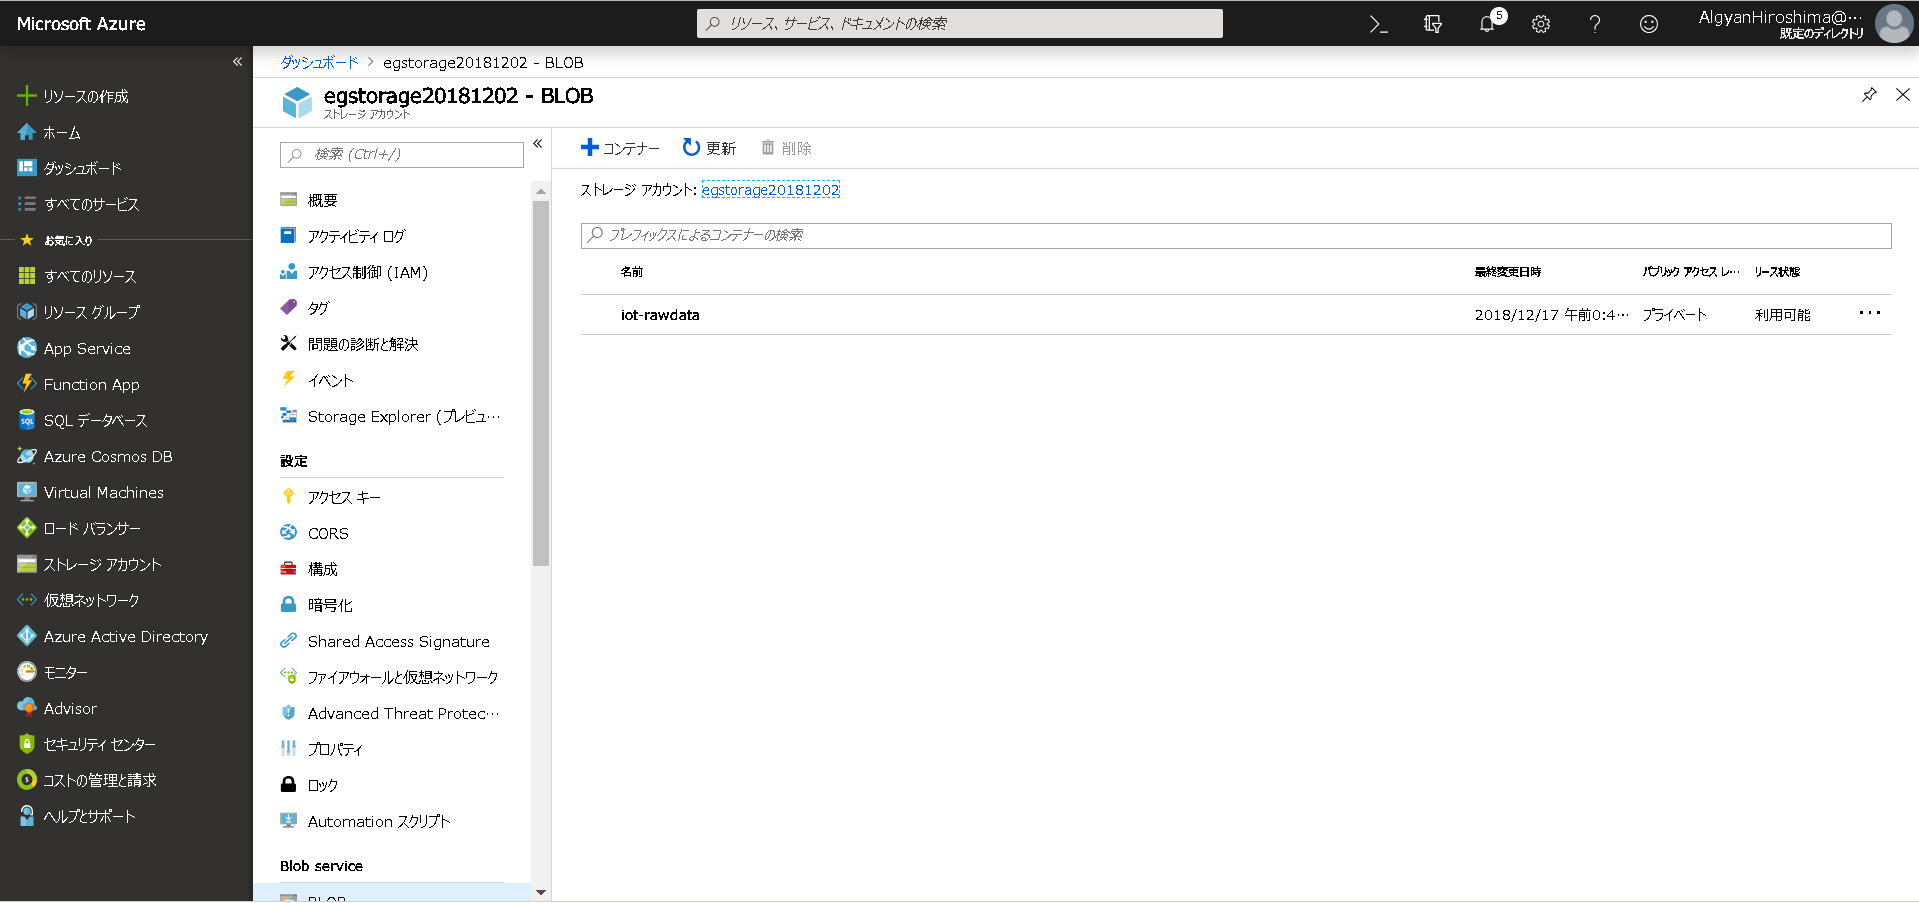 Microsoft Azure
リソース、サービス、ドキュメントの検索
5
AlgyanHiroshima@···
既定のディレクトリ
«
リソースの作成
ホーム
ダッシュボード
すべてのサービス
お気に入り
すべてのリソース
リソース グループ
App Service
Function App
SQL データベース
Azure Cosmos DB
Virtual Machines
ロード バランサー
ストレージ アカウント
仮想ネットワーク
Azure Active Directory
モニター
Advisor
セキュリティ センター
コストの管理と請求
ヘルプとサポート
ダッシュボード > egstorage20181202 - BLOB
egstorage20181202 - BLOB
ストレージ アカウント
検索 (Ctrl+/)
«
概要
アクティビティ ログ
アクセス制御 (IAM)
タグ
問題の診断と解決
イベント
Storage Explorer (プレビュ···
設定
アクセス キー
CORS
構成
暗号化
Shared Access Signature
ファイアウォールと仮想ネットワーク
Advanced Threat Protec···
プロパティ
ロック
Automation スクリプト
Blob service
BLOB
コンテナー 更新 削除
ストレージ アカウント: egstorage20181202
プレフィックスによるコンテナーの検索
名前 最終変更日時 パブリック アクセス レ··· リース状態
iot-rawdata 2018/12/17 午前0:4··· プライベート 利用可能 ···